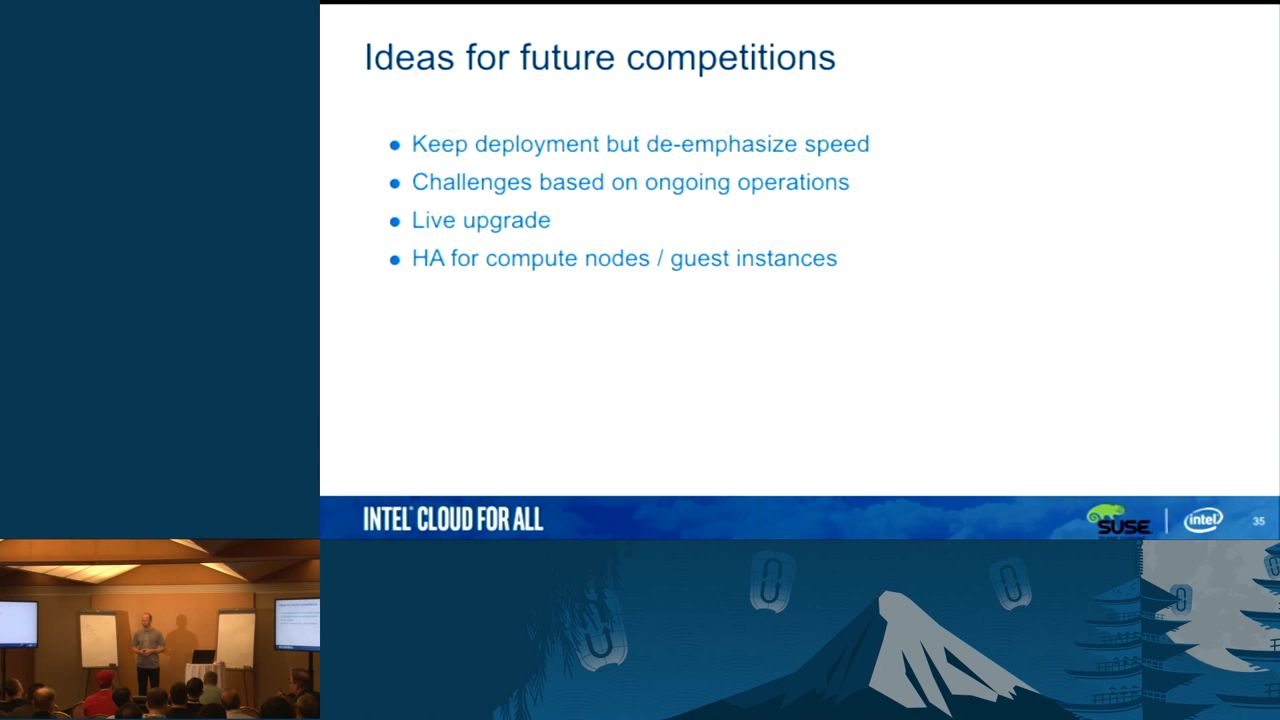 Ideas for future competitions
● Keep deployment but de-emphasize speed
● Challenges based on ongoing operations
● Live upgrade
● HA for compute nodes / guest instances
INTEL® CLOUD FOR ALL
SUSE
intel
35